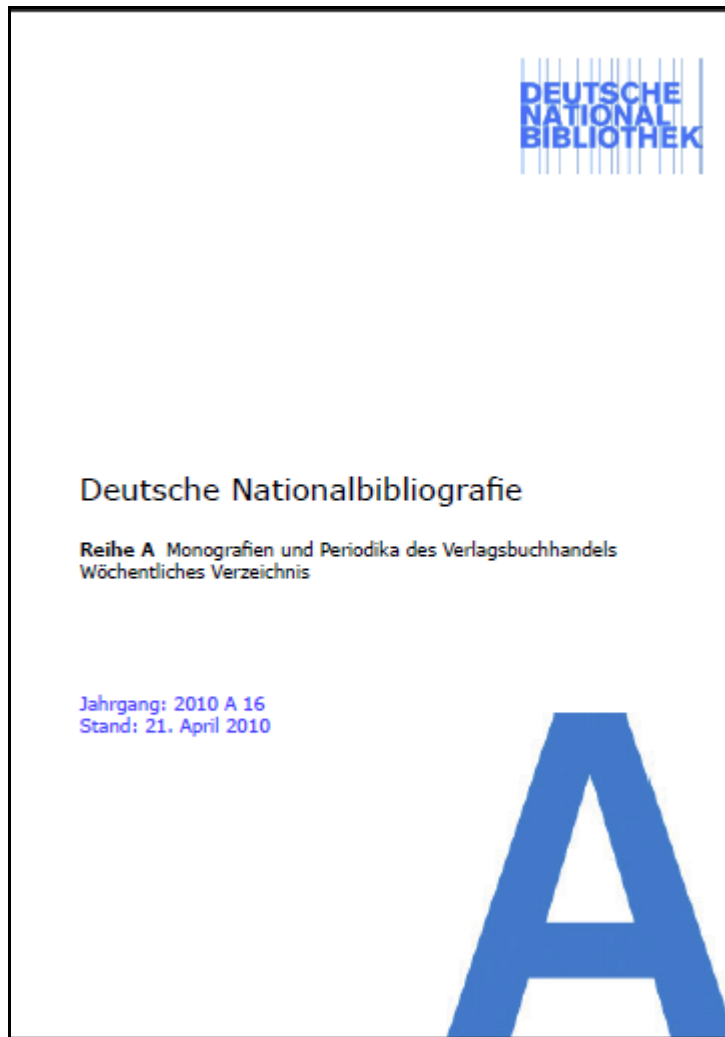 DEUTSCHE
NATIONAL
BIBLIOTHEK
Deutsche Nationalbibliografie
Reihe A Monografien und Periodika des Verlagsbuchhandels
Wöchentliches Verzeichnis
Jahrgang: 2010 A 16
Stand: 21. April 2010
A